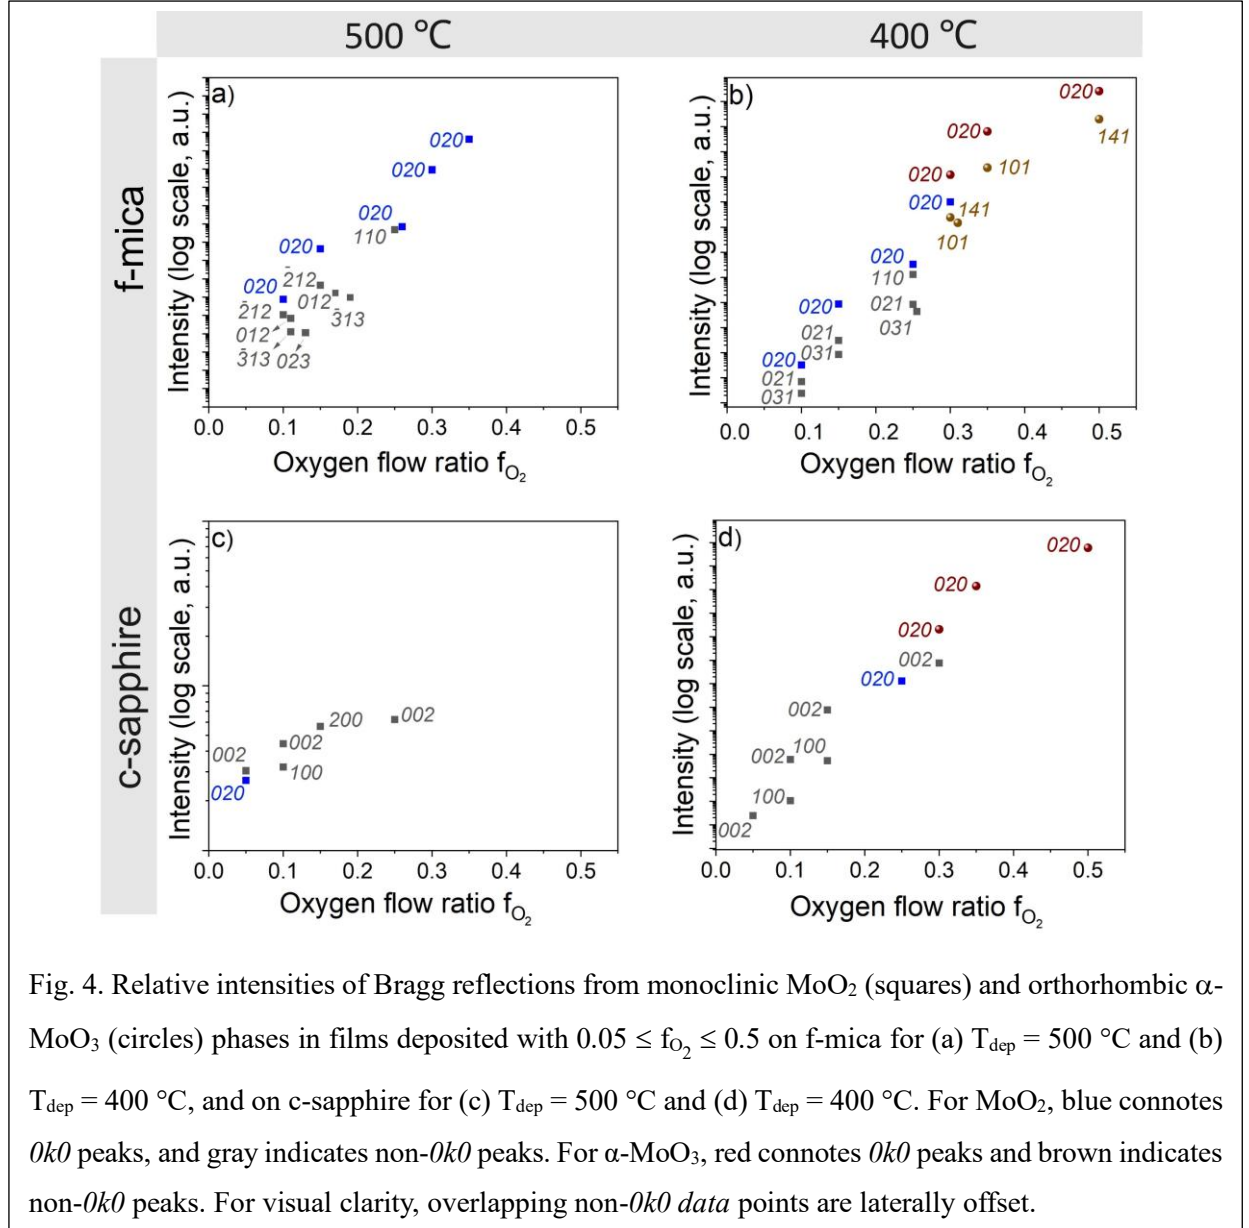 500 °C
400 °C
f-mica
c-sapphire
a)
Intensity (log scale, a.u.)
020
020
020
110
020
2̄12
020
012
3̄13
2̄12
012
3̄13
023
0.0 0.1 0.2 0.3 0.4 0.5
Oxygen flow ratio fO₂
b)
Intensity (log scale, a.u.)
020
141
020
101
020
020
141
101
020
110
021
031
020
021
031
020
021
031
0.0 0.1 0.2 0.3 0.4 0.5
Oxygen flow ratio fO₂
c)
Intensity (log scale, a.u.)
002
020
002
100
200
002
0.0 0.1 0.2 0.3 0.4 0.5
Oxygen flow ratio fO₂
d)
Intensity (log scale, a.u.)
020
020
020
002
020
002
002
100
100
002
0.0 0.1 0.2 0.3 0.4 0.5
Oxygen flow ratio fO₂
Fig. 4. Relative intensities of Bragg reflections from monoclinic MoO₂ (squares) and orthorhombic α-
MoO₃ (circles) phases in films deposited with 0.05 ≤ fO₂ ≤ 0.5 on f-mica for (a) Tdep = 500 °C and (b)
Tdep = 400 °C, and on c-sapphire for (c) Tdep = 500 °C and (d) Tdep = 400 °C. For MoO₂, blue connotes
0k0 peaks, and gray indicates non-0k0 peaks. For α-MoO₃, red connotes 0k0 peaks and brown indicates
non-0k0 peaks. For visual clarity, overlapping non-0k0 data points are laterally offset.